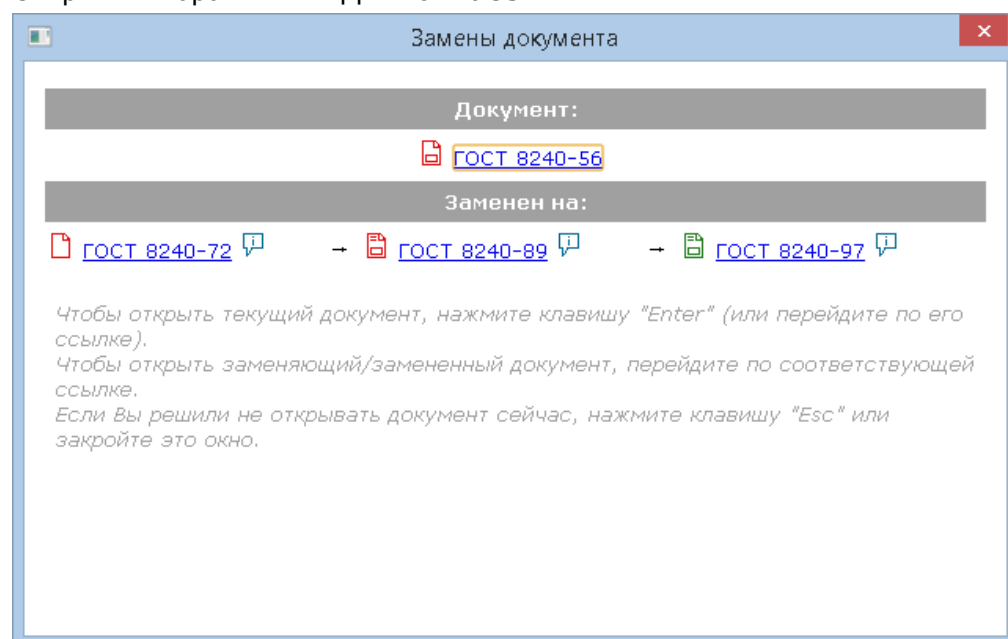 Замены документа
Документ:
ГОСТ 8240-56
Заменен на:
ГОСТ 8240-72 → ГОСТ 8240-89 → ГОСТ 8240-97
Чтобы открыть текущий документ, нажмите клавишу "Enter" (или перейдите по его
ссылке).
Чтобы открыть заменяющий/замененный документ, перейдите по соответствующей
ссылке.
Если Вы решили не открывать документ сейчас, нажмите клавишу "Esc" или
закройте это окно.